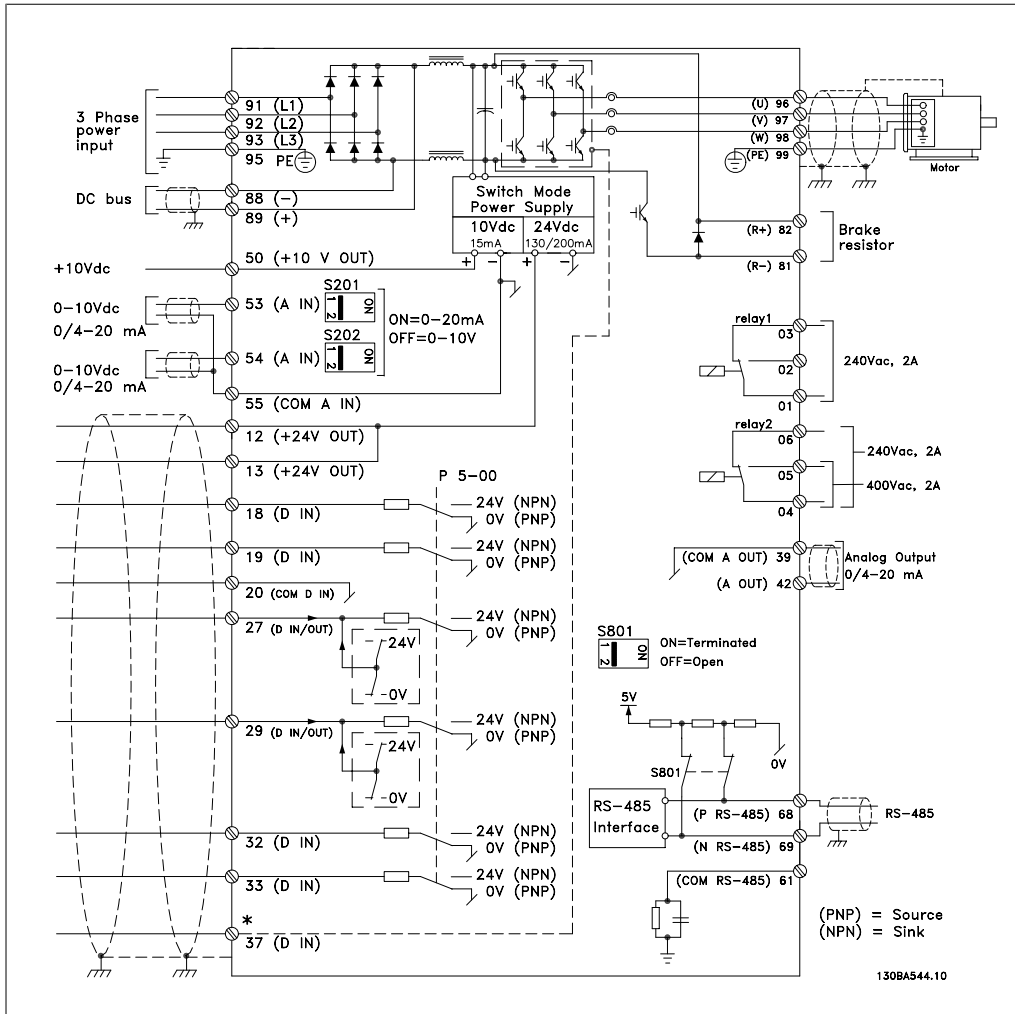 3 Phase
power
input
91 (L1)
92 (L2)
93 (L3)
95 PE
DC bus
88 (-)
89 (+)
+10Vdc
50 (+10 V OUT)
0-10Vdc
0/4-20 mA
53 (A IN)
S201
1 2
ON
ON=0-20mA
OFF=0-10V
0-10Vdc
0/4-20 mA
54 (A IN)
S202
1 2
ON
55 (COM A IN)
12 (+24V OUT)
13 (+24V OUT)
P 5-00
18 (D IN)
24V (NPN)
0V (PNP)
19 (D IN)
24V (NPN)
0V (PNP)
20 (COM D IN)
27 (D IN/OUT)
24V (NPN)
0V (PNP)
24V
0V
29 (D IN/OUT)
24V (NPN)
0V (PNP)
24V
0V
32 (D IN)
24V (NPN)
0V (PNP)
33 (D IN)
24V (NPN)
0V (PNP)
*
37 (D IN)
Switch Mode
Power Supply
10Vdc
15mA
24Vdc
130/200mA
+ - + -
(U) 96
(V) 97
(W) 98
(PE) 99
Motor
(R+) 82
(R-) 81
Brake
resistor
relay1
03
02
01
240Vac, 2A
relay2
06
05
04
240Vac, 2A
400Vac, 2A
(COM A OUT) 39
(A OUT) 42
Analog Output
0/4-20 mA
S801
1 2
ON
ON=Terminated
OFF=Open
5V
0V
S801
RS-485
Interface
(P RS-485) 68
(N RS-485) 69
RS-485
(COM RS-485) 61
(PNP) = Source
(NPN) = Sink
130BA544.10